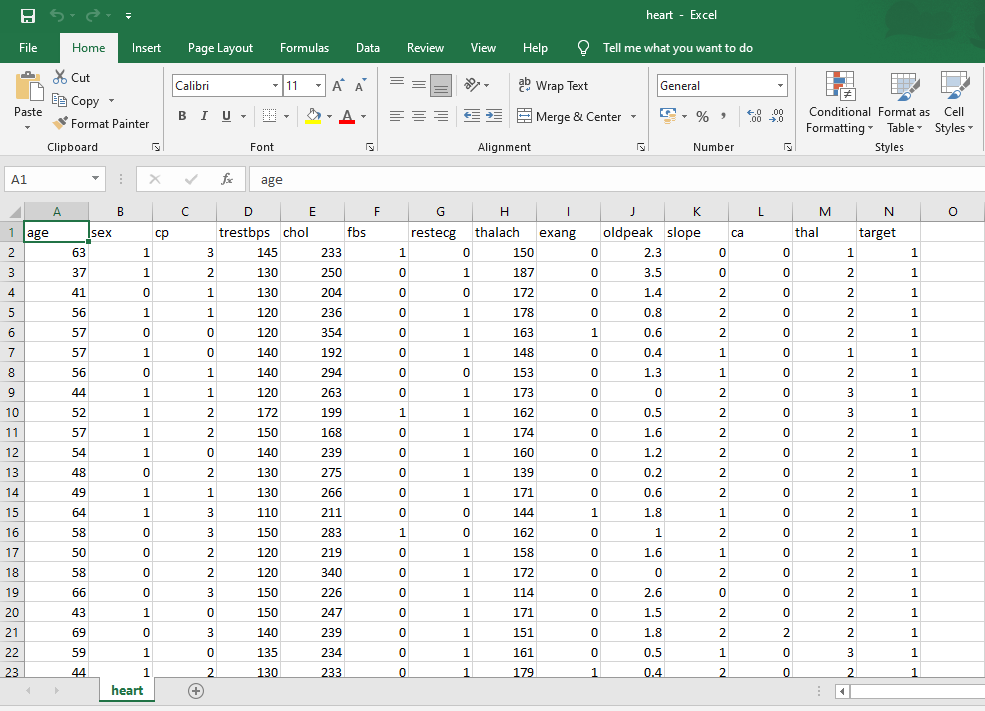 heart - Excel
File Home Insert Page Layout Formulas Data Review View Help Tell me what you want to do
Paste Cut Copy Format Painter Clipboard
Calibri 11 A A B I U A Font
ab Wrap Text Merge & Center Alignment
General % , .00 .00 Number
Conditional Formatting Format as Table Cell Styles Styles
A1 fx age
A B C D E F G H I J K L M N O
1 age sex cp trestbps chol fbs restecg thalach exang oldpeak slope ca thal target
2 63 1 3 145 233 1 0 150 0 2.3 0 0 1 1
3 37 1 2 130 250 0 1 187 0 3.5 0 0 2 1
4 41 0 1 130 204 0 0 172 0 1.4 2 0 2 1
5 56 1 1 120 236 0 1 178 0 0.8 2 0 2 1
6 57 0 0 120 354 0 1 163 1 0.6 2 0 2 1
7 57 1 0 140 192 0 1 148 0 0.4 1 0 1 1
8 56 0 1 140 294 0 0 153 0 1.3 1 0 2 1
9 44 1 1 120 263 0 1 173 0 0 2 0 3 1
10 52 1 2 172 199 1 1 162 0 0.5 2 0 3 1
11 57 1 2 150 168 0 1 174 0 1.6 2 0 2 1
12 54 1 0 140 239 0 1 160 0 1.2 2 0 2 1
13 48 0 2 130 275 0 1 139 0 0.2 2 0 2 1
14 49 1 1 130 266 0 1 171 0 0.6 2 0 2 1
15 64 1 3 110 211 0 0 144 1 1.8 1 0 2 1
16 58 0 3 150 283 1 0 162 0 1 2 0 2 1
17 50 0 2 120 219 0 1 158 0 1.6 1 0 2 1
18 58 0 2 120 340 0 1 172 0 0 2 0 2 1
19 66 0 3 150 226 0 1 114 0 2.6 0 0 2 1
20 43 1 0 150 247 0 1 171 0 1.5 2 0 2 1
21 69 0 3 140 239 0 1 151 0 1.8 2 2 2 1
22 59 1 0 135 234 0 1 161 0 0.5 1 0 3 1
23 44 1 2 130 233 0 1 179 1 0.4 2 0 2 1
heart